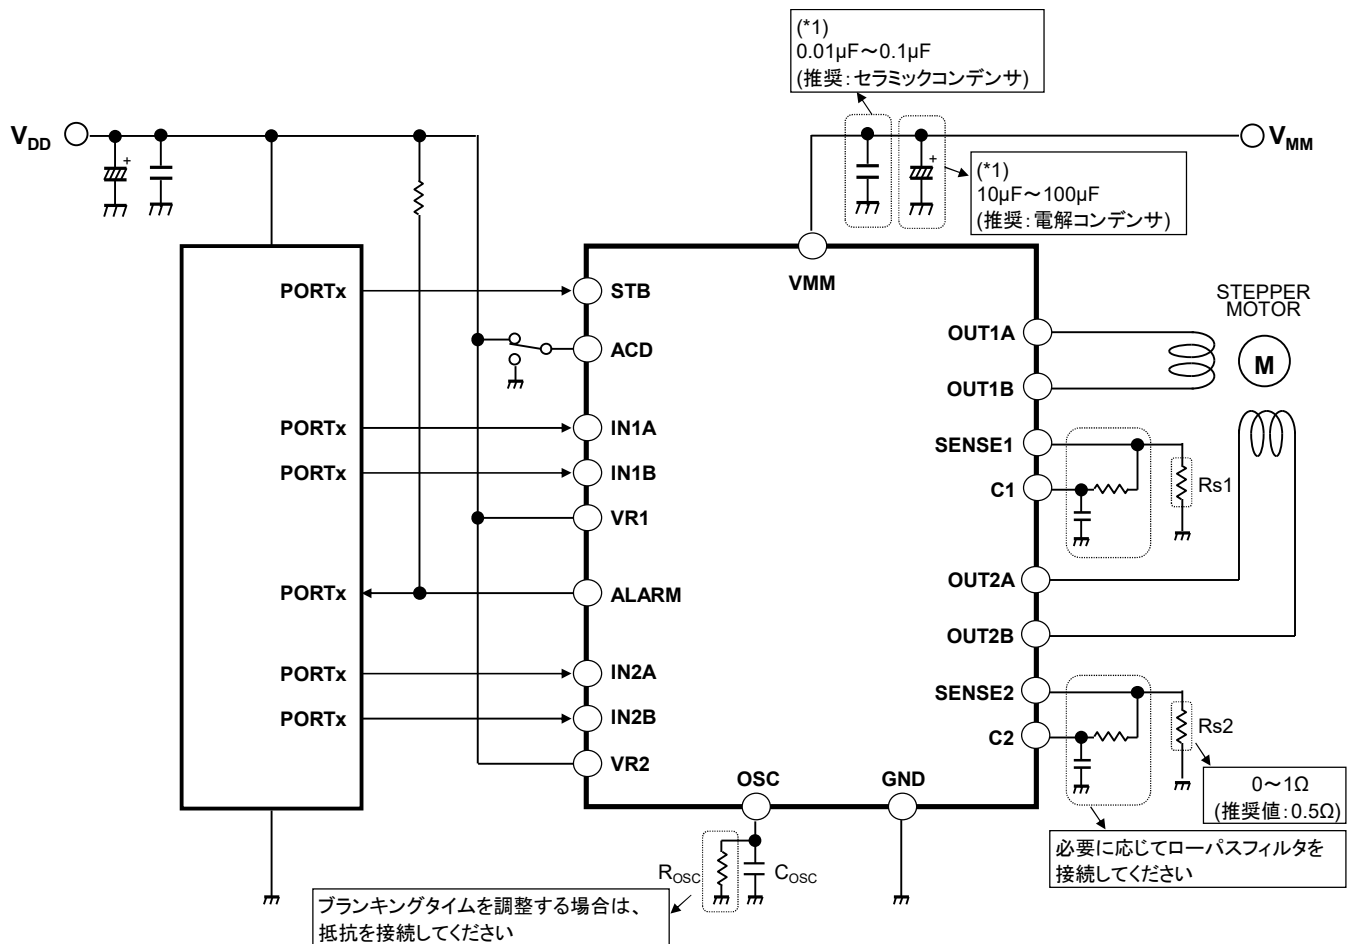 (*1)
0.01μF～0.1μF
(推奨：セラミックコンデンサ)
VDD
VMM
(*1)
10μF～100μF
(推奨：電解コンデンサ)
+
+
VMM
PORTx
STB
ACD
STEPPER
MOTOR
M
OUT1A
OUT1B
PORTx
IN1A
PORTx
IN1B
SENSE1
C1
Rs1
VR1
PORTx
ALARM
OUT2A
OUT2B
PORTx
IN2A
PORTx
IN2B
SENSE2
C2
Rs2
VR2
OSC
GND
0～1Ω
(推奨値：0.5Ω)
必要に応じてローパスフィルタを
接続してください
ROSC
COSC
ブランキングタイムを調整する場合は、
抵抗を接続してください